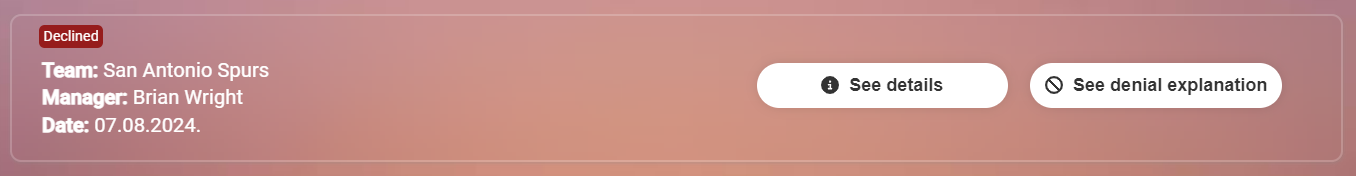 Declined
Team: San Antonio Spurs
Manager: Brian Wright
Date: 07.08.2024.
See details
See denial explanation